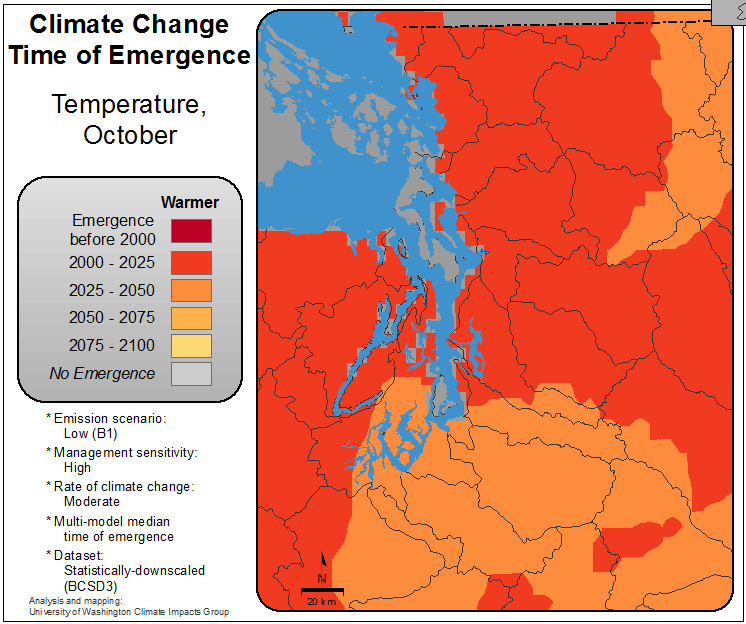 Climate Change
Time of Emergence
Temperature,
October
Warmer
Emergence
before 2000
2000 - 2025
2025 - 2050
2050 - 2075
2075 - 2100
No Emergence
* Emission scenario:
Low (B1)
* Management sensitivity:
High
* Rate of climate change:
Moderate
* Multi-model median
time of emergence
* Dataset:
Statistically-downscaled
(BCSD3)
Analysis and mapping:
University of Washington Climate Impacts Group
N
20 km